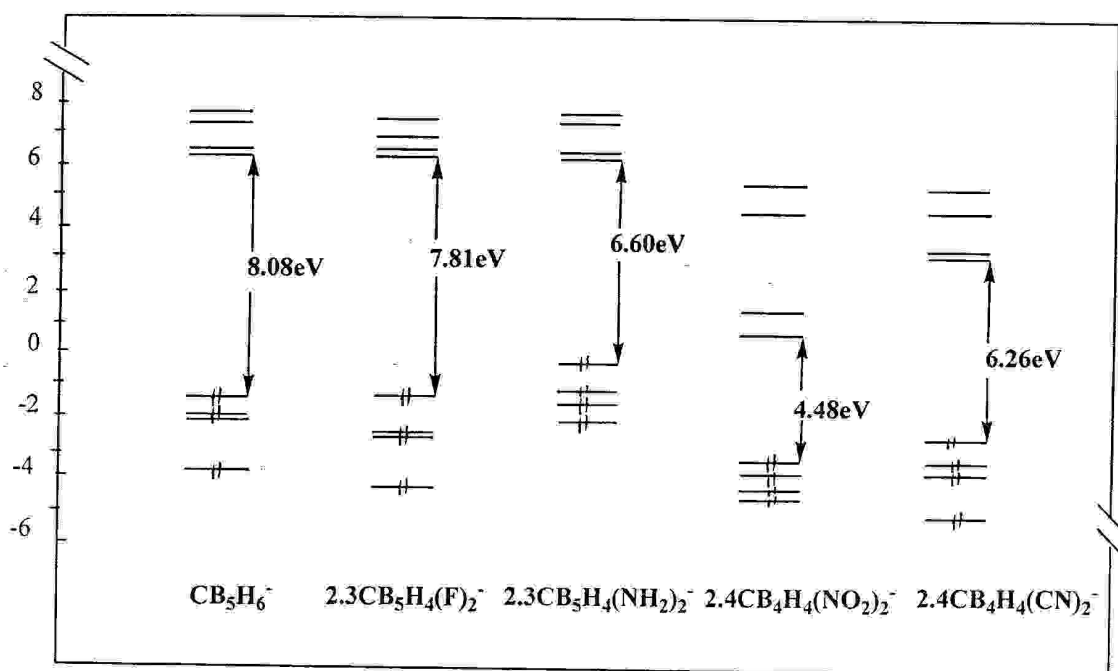 8
6
4
2
0
-2
-4
-6
8.08eV
7.81eV
6.60eV
4.48eV
6.26eV
CB₅H₆⁻ 2.3CB₅H₄(F)₂⁻ 2.3CB₅H₄(NH₂)₂⁻ 2.4CB₄H₄(NO₂)₂⁻ 2.4CB₄H₄(CN)₂⁻